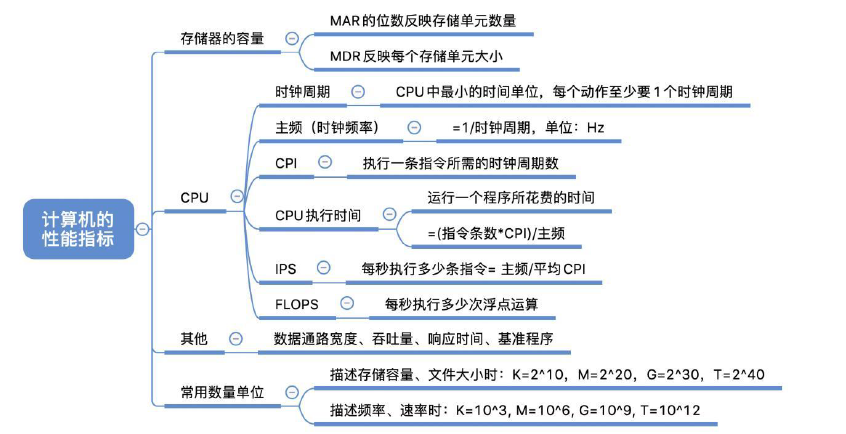 计算机的
性能指标
存储器的容量
MAR的位数反映存储单元数量
MDR反映每个存储单元大小
CPU
时钟周期
CPU中最小的时间单位，每个动作至少要1个时钟周期
主频（时钟频率）
=1/时钟周期，单位：Hz
CPI
执行一条指令所需的时钟周期数
CPU执行时间
运行一个程序所花费的时间
=(指令条数*CPI)/主频
IPS
每秒执行多少条指令= 主频/平均CPI
FLOPS
每秒执行多少次浮点运算
其他
数据通路宽度、吞吐量、响应时间、基准程序
常用数量单位
描述存储容量、文件大小时：K=2^10，M=2^20，G=2^30，T=2^40
描述频率、速率时：K=10^3, M=10^6, G=10^9, T=10^12